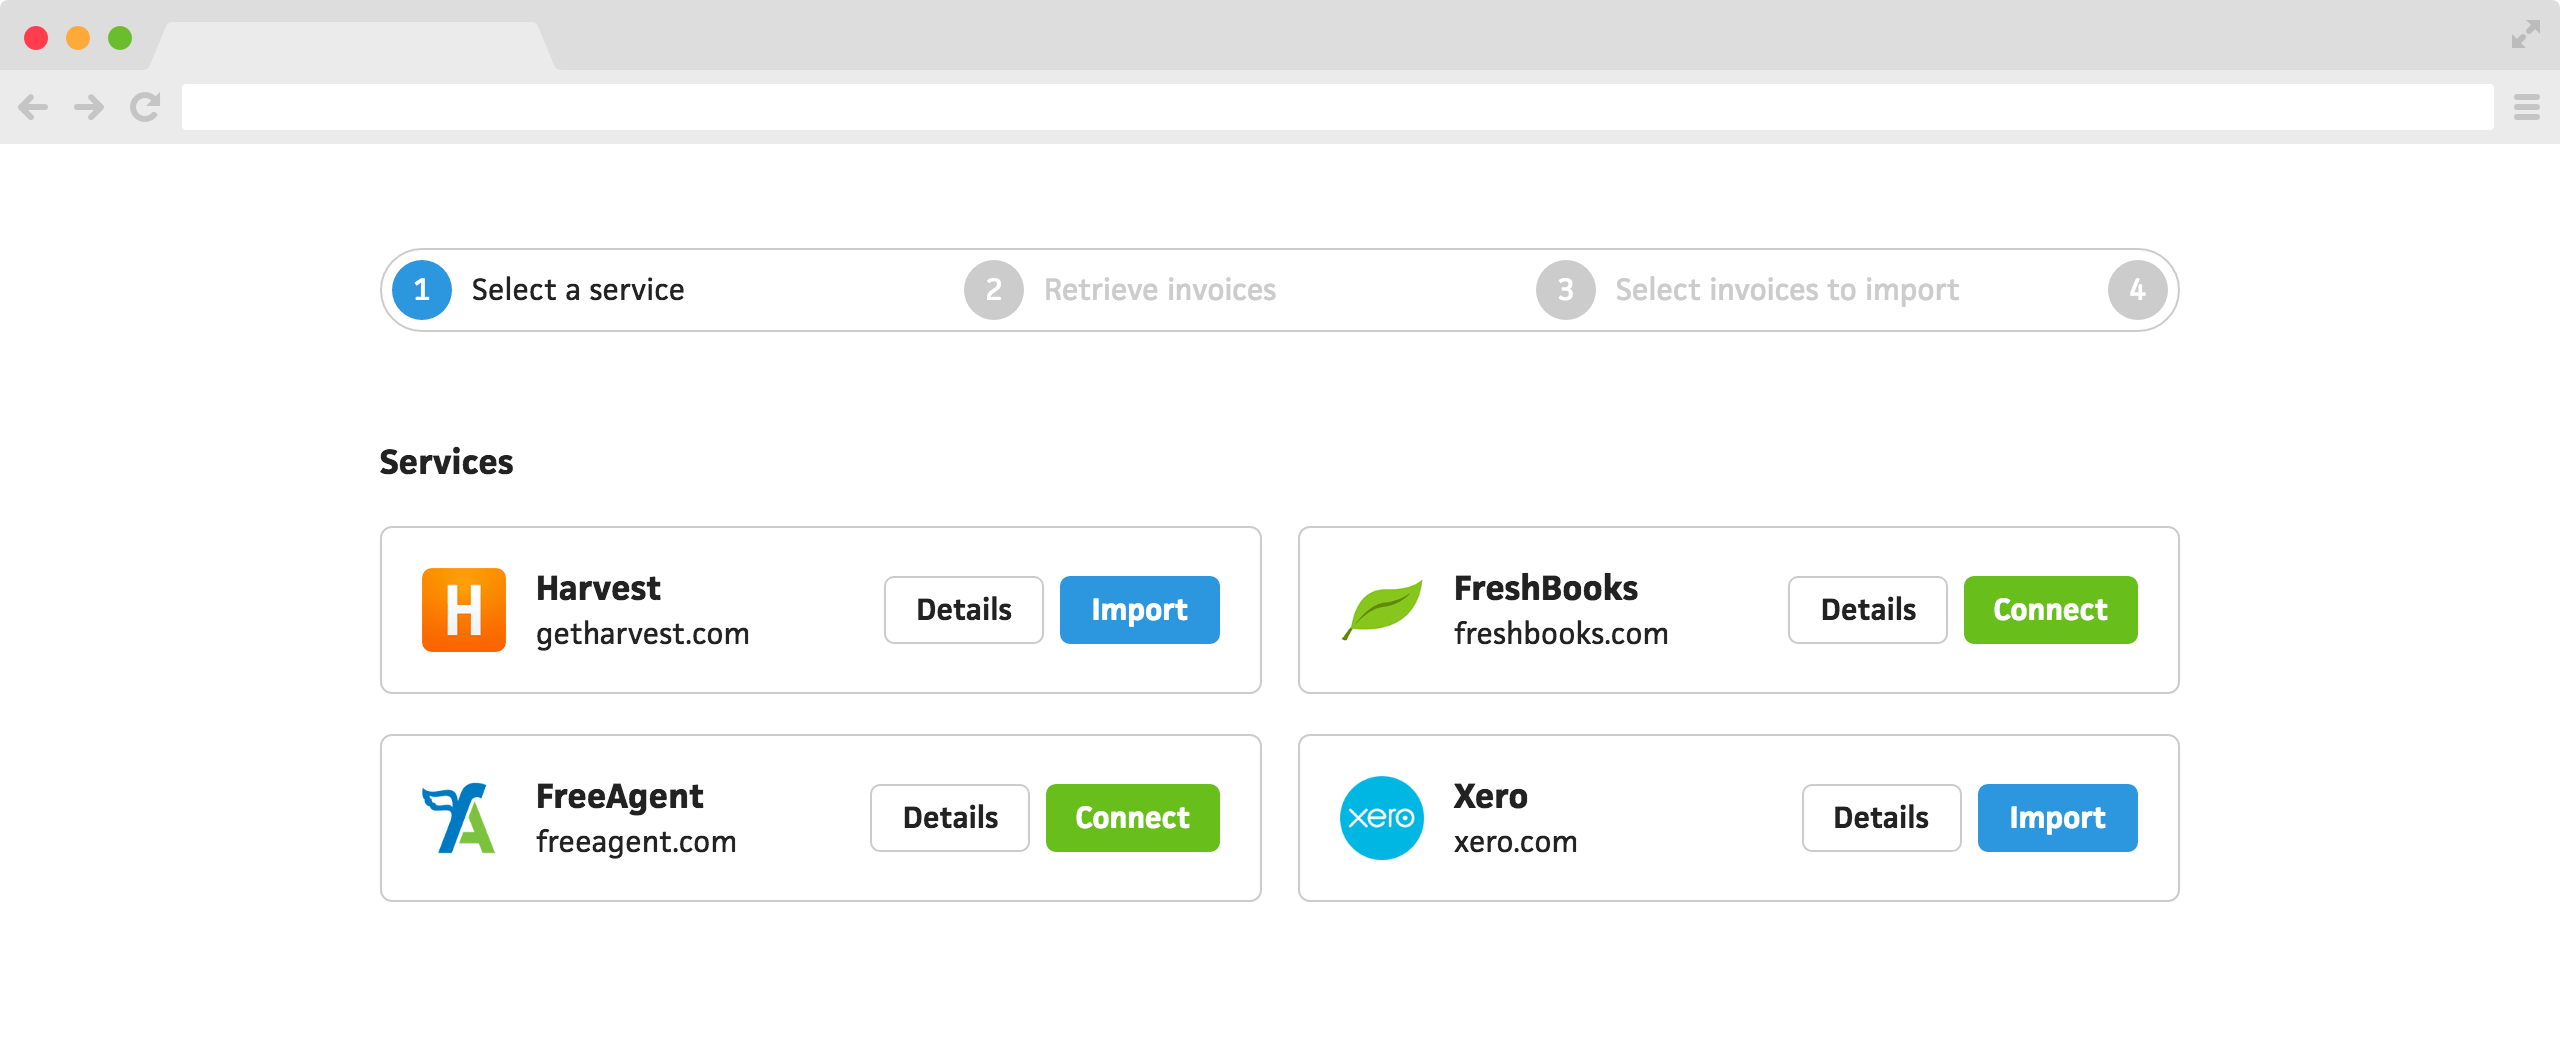 1 Select a service 2 Retrieve invoices 3 Select invoices to import 4
Services
H Harvest Details Import
getharvest.com
FreshBooks Details Connect
freshbooks.com
FreeAgent Details Connect
freeagent.com
xero Xero Details Import
xero.com